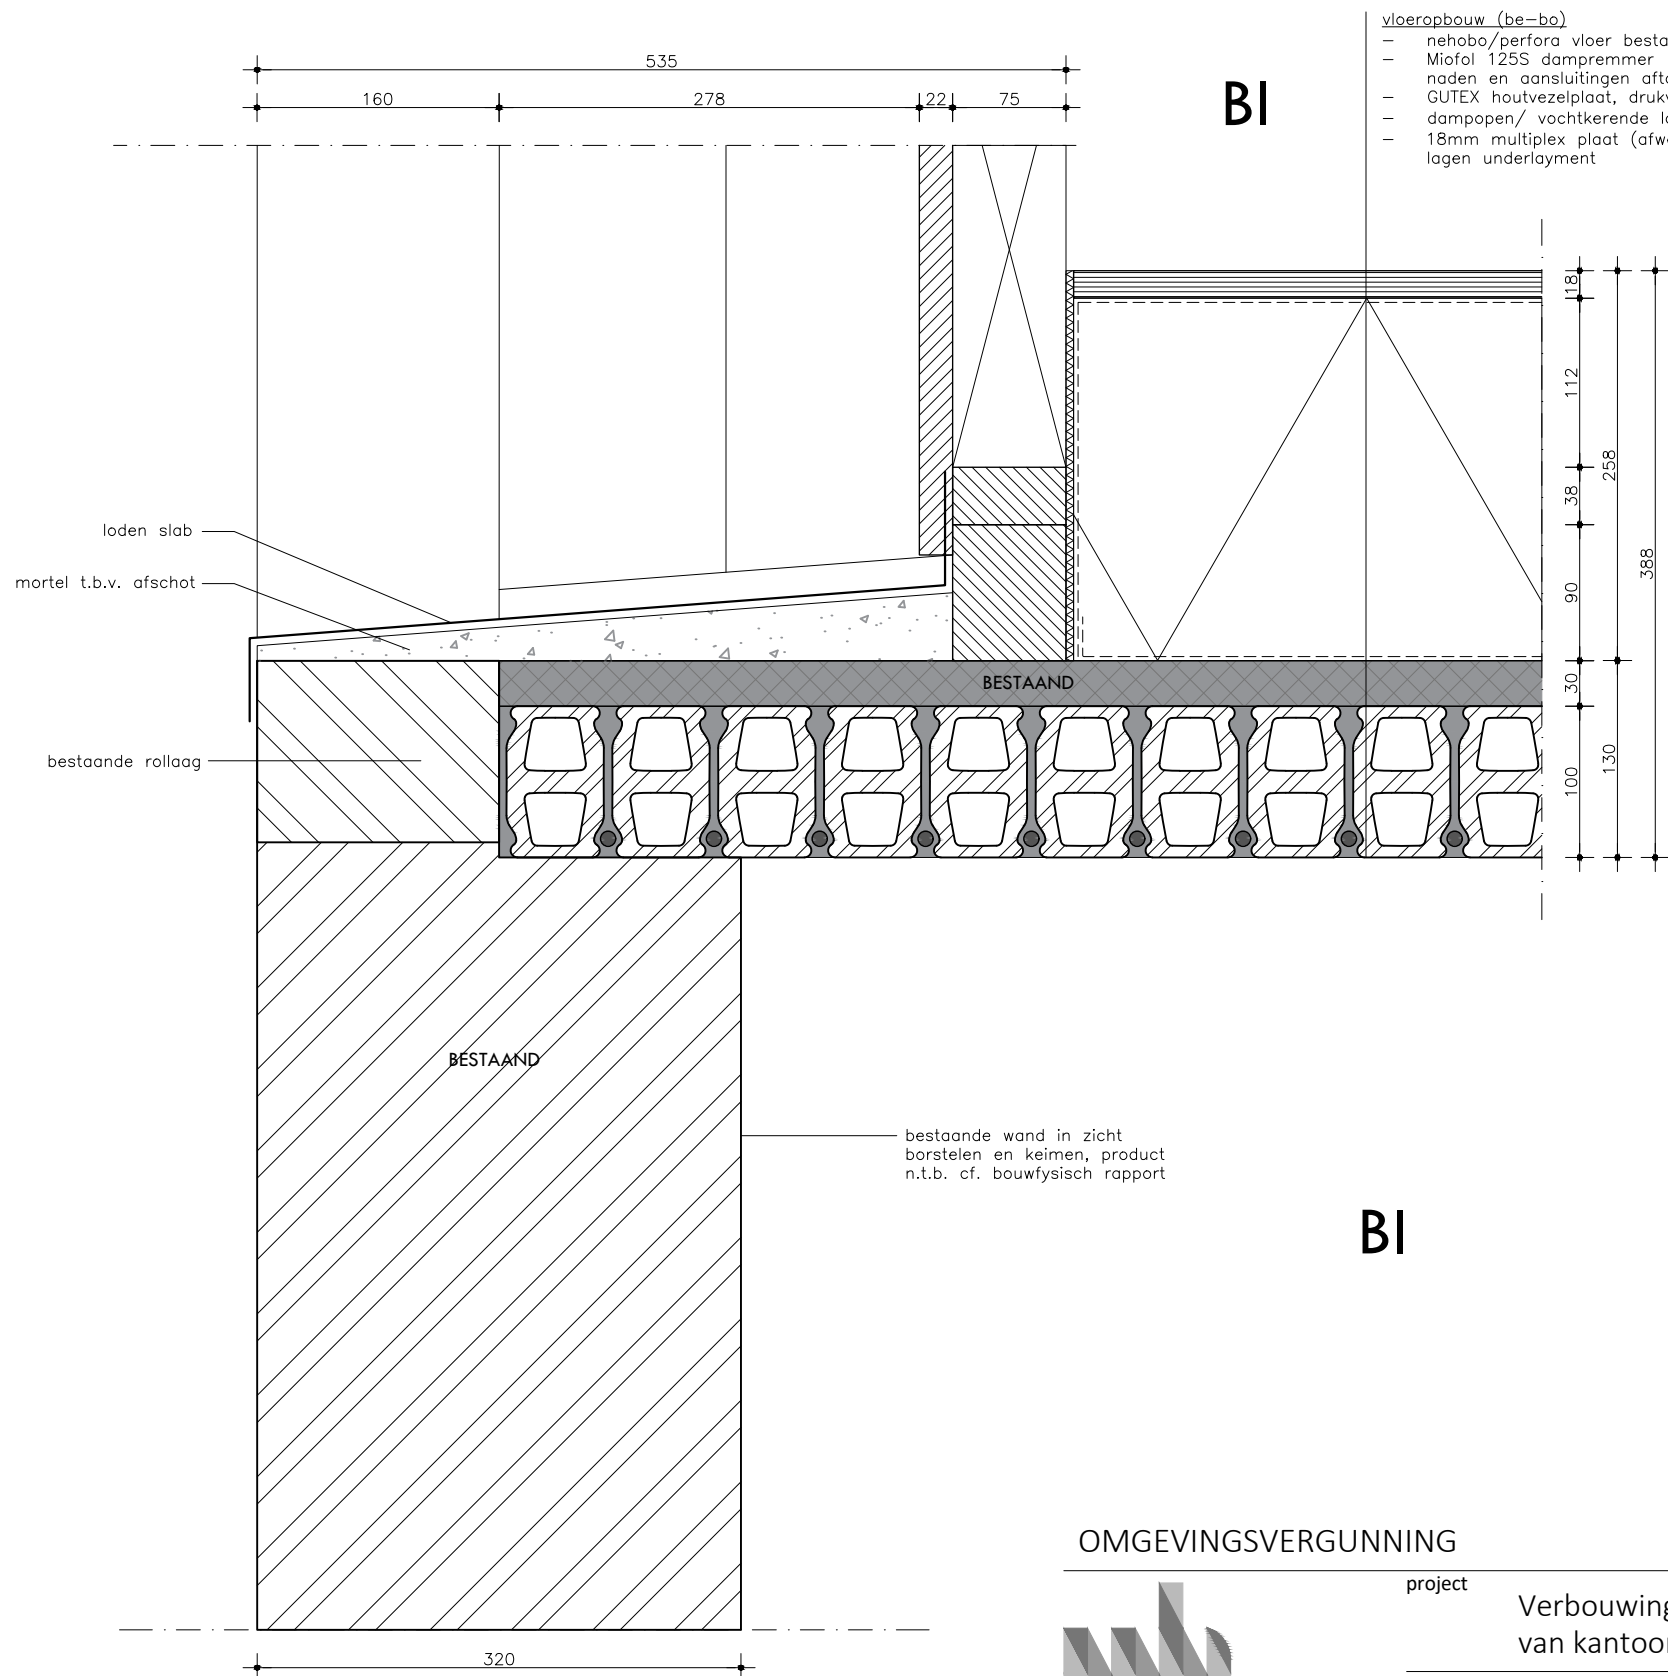 vloeropbouw (be-bo)
- nehobo/perfora vloer
- Miofol 125S dampremmer
naden en aansluitingen
- GUTEX houtvezelplaat,
- dampopen/ vochtkerende
- 18mm multiplex plaat
lagen underlayment
535
160 278 22 75
BI
18
112
38
90
30
100
258
130
388
loden slab
mortel t.b.v. afschot
BESTAAND
bestaande rollaag
BESTAAND
bestaande wand in zicht
borstelen en keimen, product
n.t.b. cf. bouwfysisch rapport
BI
320
OMGEVINGSVERGUNNING
project
Verbouwing
van kantoor